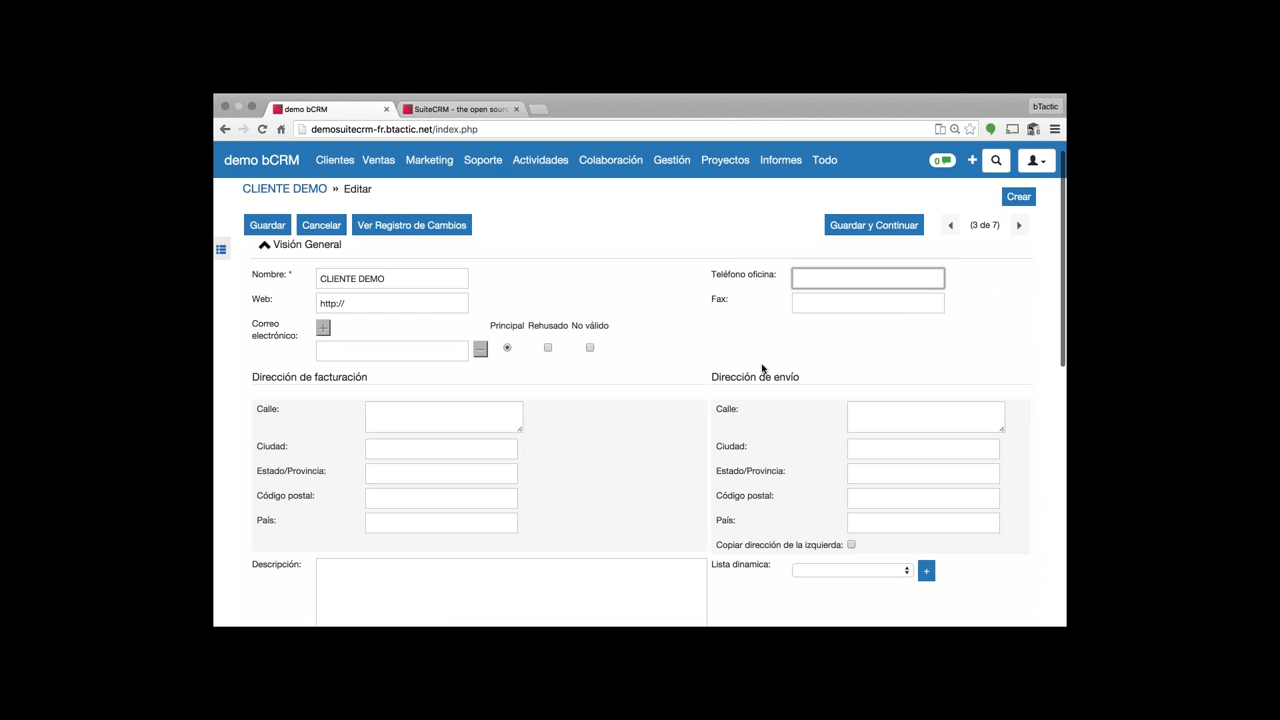 demo bCRM
SuiteCRM - the open sour
bTactic
demosuitecrm-fr.btactic.net/index.php
demo bCRM Clientes Ventas Marketing Soporte Actividades Colaboración Gestión Proyectos Informes Todo 0
CLIENTE DEMO » Editar
Crear
Guardar Cancelar Ver Registro de Cambios Guardar y Continuar (3 de 7)
Visión General
Nombre: * CLIENTE DEMO Teléfono oficina:
Web: http:// Fax:
Correo electrónico: Principal Rehusado No válido
Dirección de facturación Dirección de envío
Calle: Calle:
Ciudad: Ciudad:
Estado/Provincia: Estado/Provincia:
Código postal: Código postal:
País: País:
Copiar dirección de la izquierda:
Descripción: Lista dinamica: +